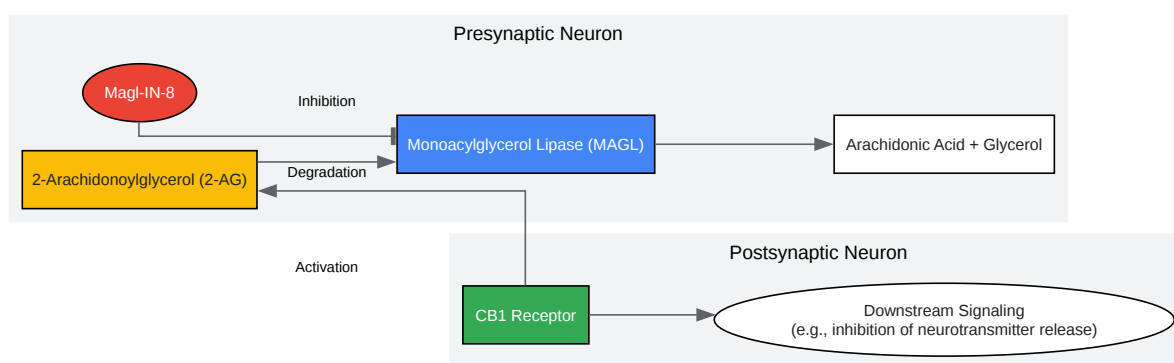 Presynaptic Neuron
Magl-IN-8
Inhibition
Monoacylglycerol Lipase (MAGL)
Arachidonic Acid + Glycerol
2-Arachidonoylglycerol (2-AG)
Degradation
Postsynaptic Neuron
Activation
CB1 Receptor
Downstream Signaling
(e.g., inhibition of neurotransmitter release)